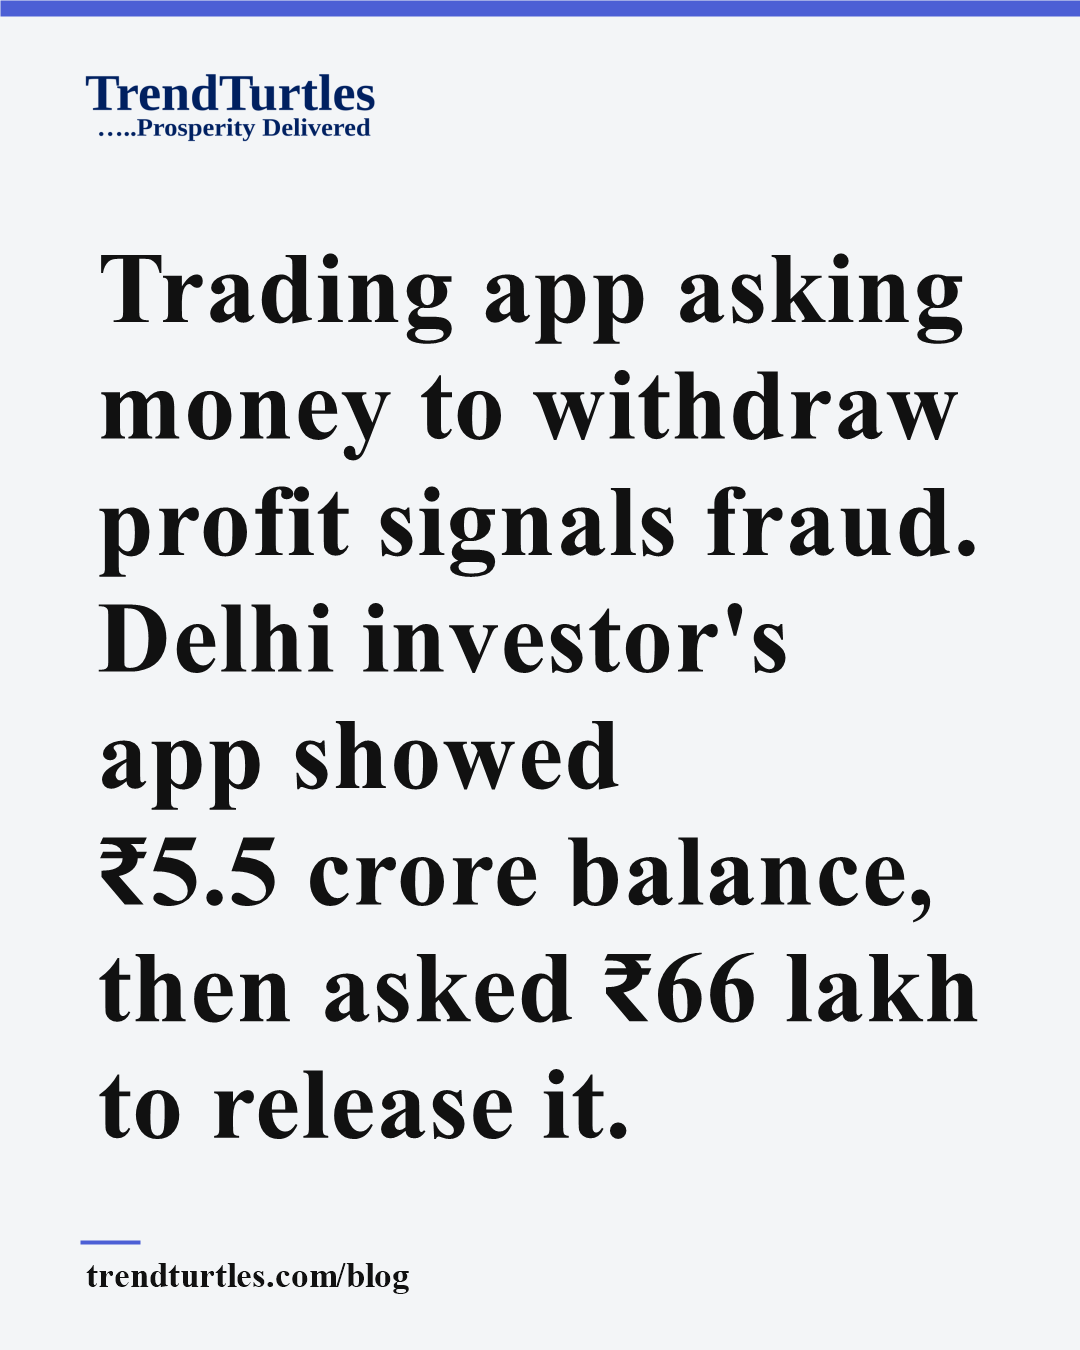 TrendTurtles
…..Prosperity Delivered
Trading app asking
money to withdraw
profit signals fraud.
Delhi investor's
app showed
₹5.5 crore balance,
then asked ₹66 lakh
to release it.
trendturtles.com/blog